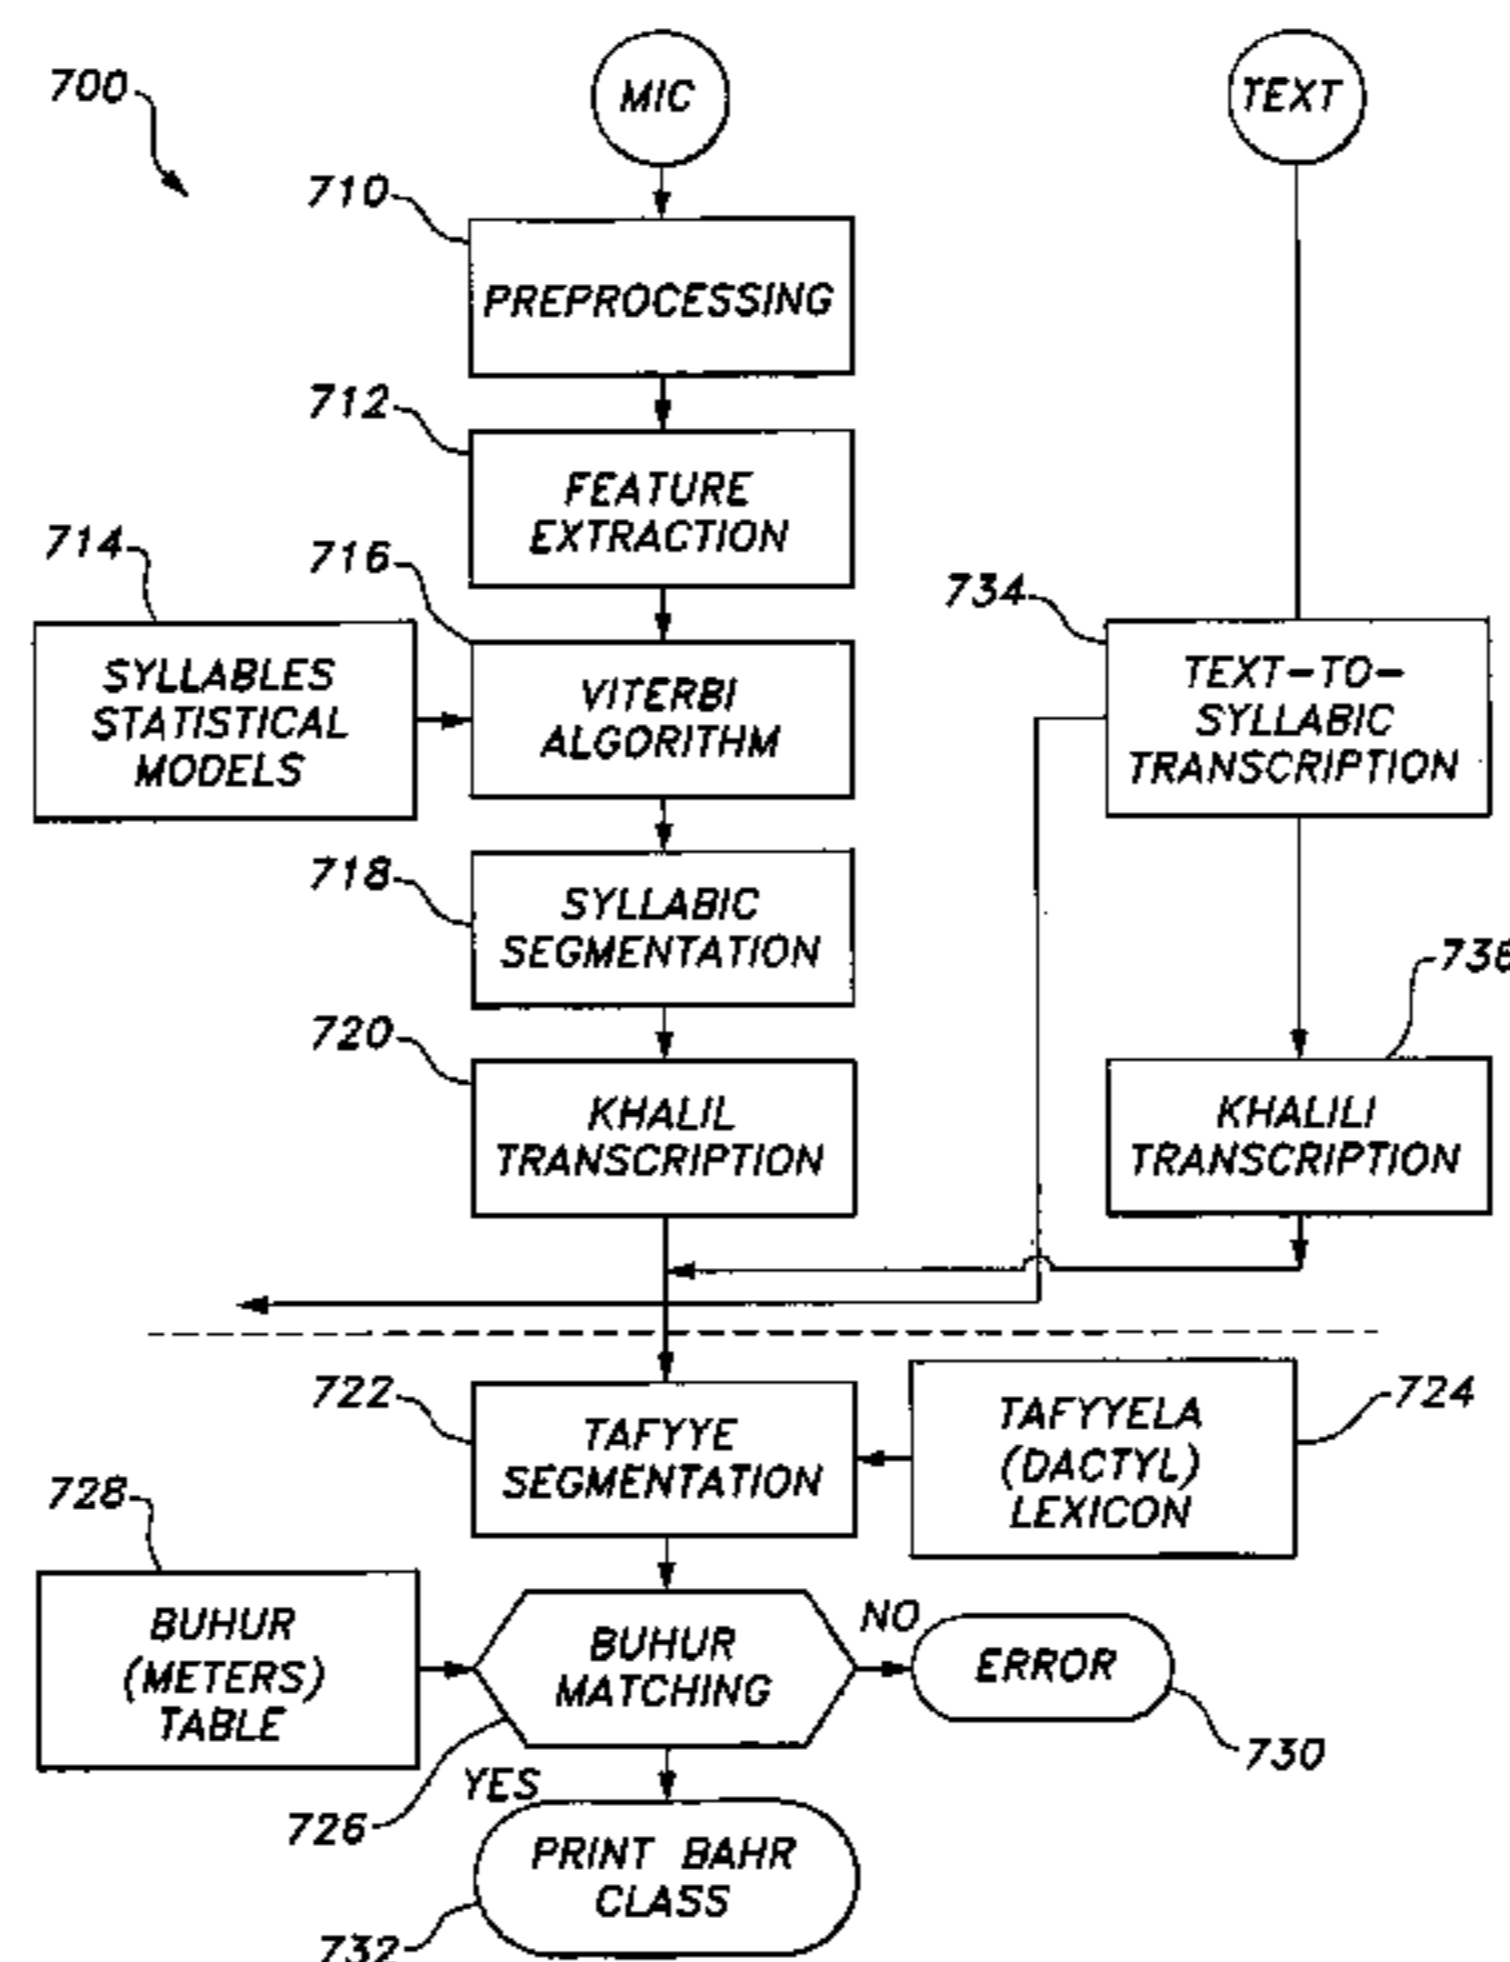 700
MIC
TEXT
710
PREPROCESSING
712
FEATURE
EXTRACTION
714
716
734
SYLLABLES
STATISTICAL
MODELS
VITERBI
ALGORITHM
TEXT-TO-
SYLLABIC
TRANSCRIPTION
718
SYLLABIC
SEGMENTATION
736
720
KHALIL
TRANSCRIPTION
KHALILI
TRANSCRIPTION
722
TAFYYE
SEGMENTATION
TAFYYELA
(DACTYL)
LEXICON
724
728
BUHUR
(METERS)
TABLE
BUHUR
MATCHING
NO
ERROR
730
726
YES
PRINT BAHR
CLASS
732